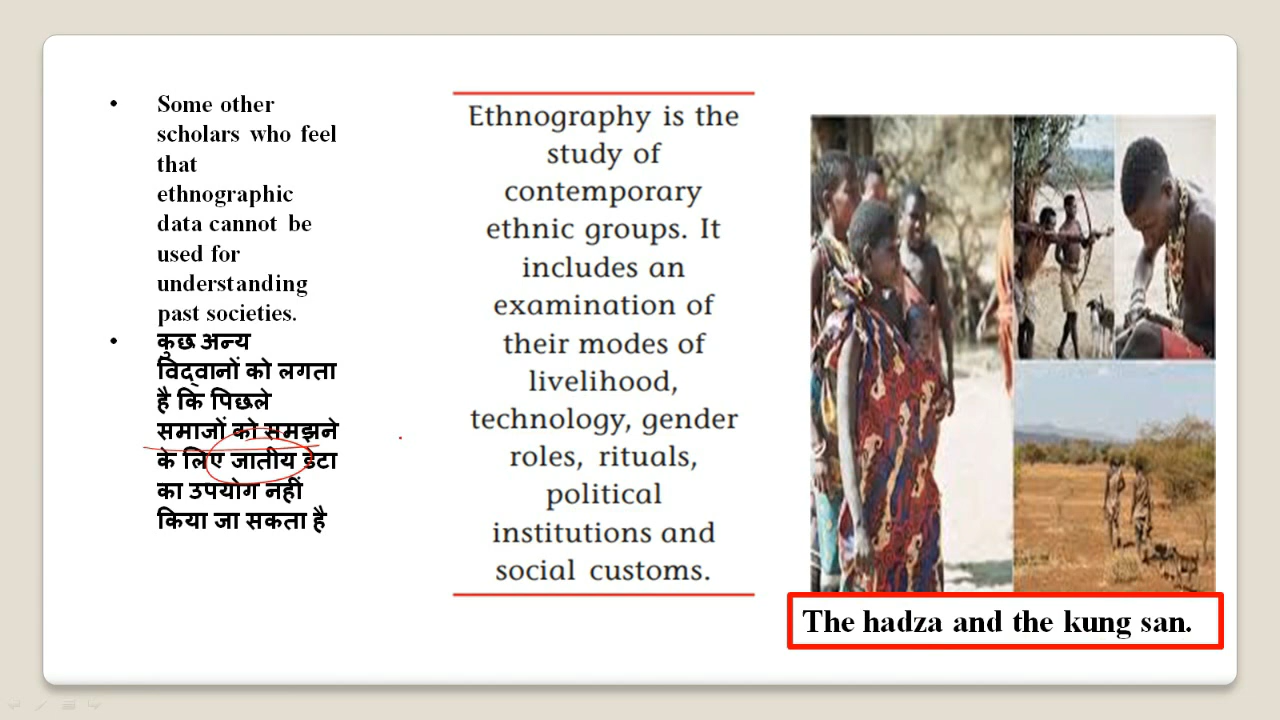 Some other
scholars who feel
that
ethnographic
data cannot be
used for
understanding
past societies.
कुछ अन्य
विद्वानों को लगता
है कि पिछले
समाजों को समझने
के लिए जातीय डेटा
का उपयोग नहीं
किया जा सकता है
Ethnography is the
study of
contemporary
ethnic groups. It
includes an
examination of
their modes of
livelihood,
technology, gender
roles, rituals,
political
institutions and
social customs.
The hadza and the kung san.